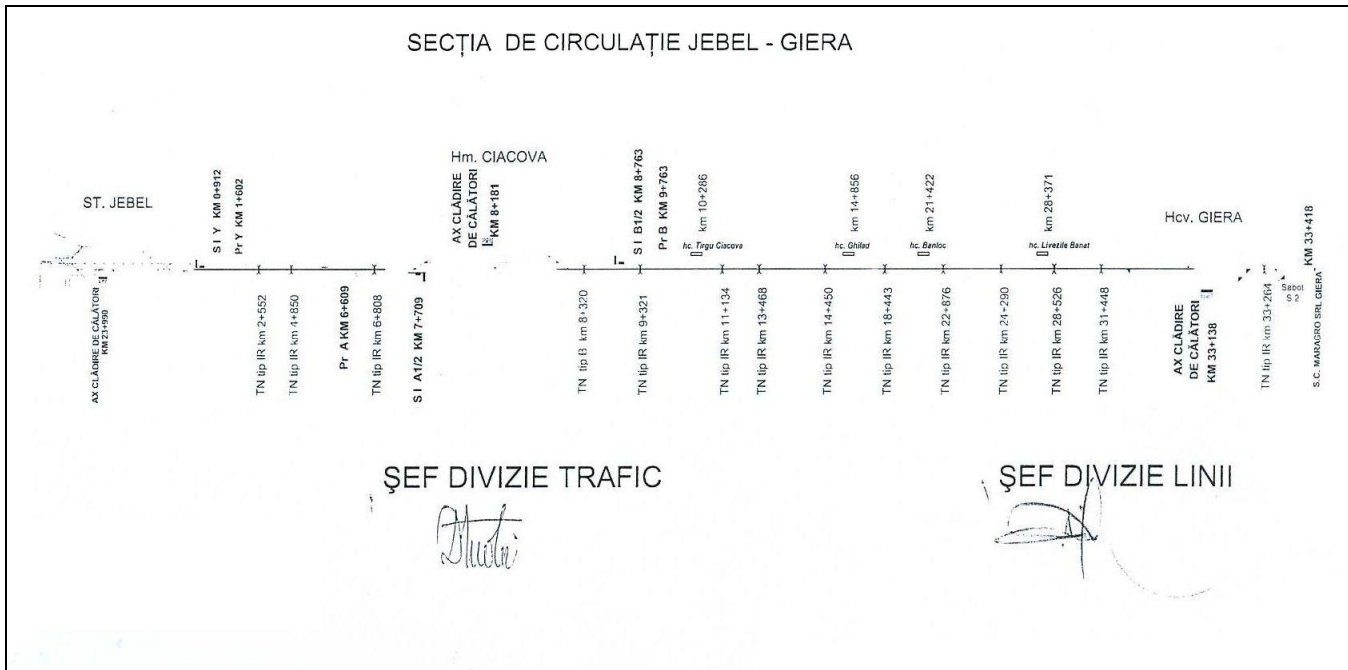 SECȚIA DE CIRCULAȚIE JEBEL - GIERA
ST. JEBEL
AX CLĂDIRE DE CĂLĂTORI
KM 23+990
S I Y KM 0+912
Pr Y KM 1+602
TN tip IR km 2+552
TN tip IR km 4+850
Pr A KM 6+609
TN tip IR km 6+808
S I A1/2 KM 7+709
Hm. CIACOVA
AX CLĂDIRE
DE CĂLĂTORI
KM 8+181
TN tip B km 8+320
S I B1/2 KM 8+763
Pr B KM 9+763
TN tip IR km 9+321
km 10+286
hc. Tirgu Ciacova
TN tip IR km 11+134
TN tip IR km 13+468
TN tip IR km 14+450
km 14+856
hc. Ghilad
TN tip IR km 18+443
km 21+422
hc. Banloc
TN tip IR km 22+876
TN tip IR km 24+290
km 28+371
hc. Livezile Banat
TN tip IR km 28+526
TN tip IR km 31+448
Hcv. GIERA
AX CLĂDIRE
DE CĂLĂTORI
KM 33+138
TN tip IR km 33+264
Sabot
S 2
KM 33+418
S.C. MARAGRO SRL GIERA
ŞEF DIVIZIE TRAFIC
ŞEF DIVIZIE LINII